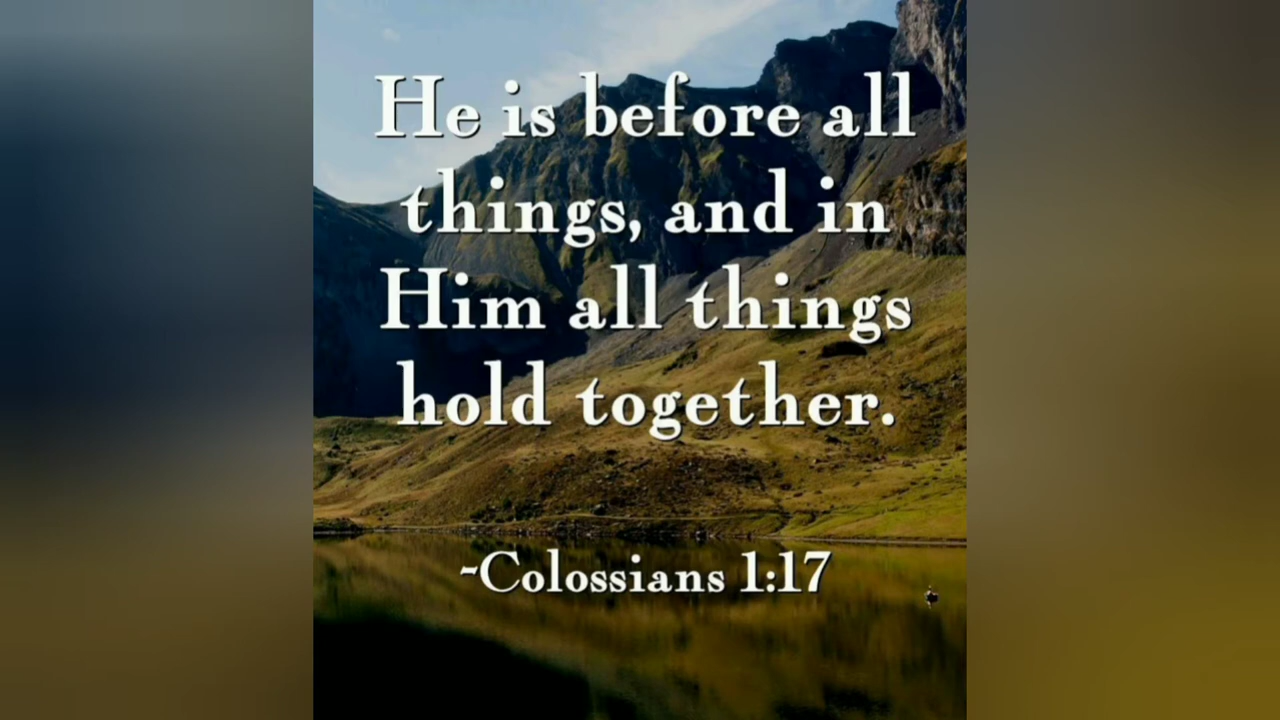 He is before all
things, and in
Him all things
hold together.
~Colossians 1:17